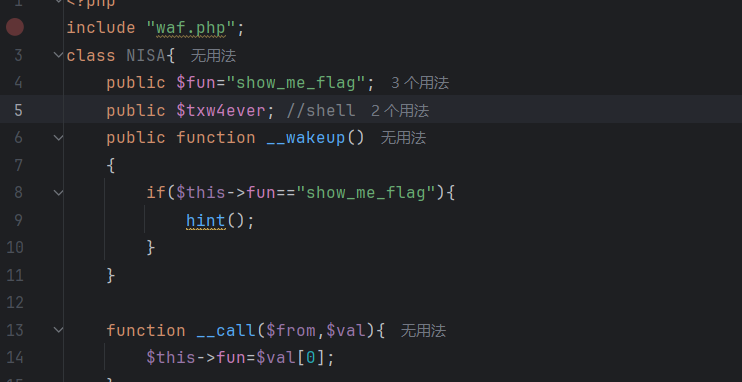 1 <?php
include "waf.php";
3 class NISA{ 无用法
4 public $fun="show_me_flag"; 3 个用法
5 public $txw4ever; //shell 2 个用法
6 public function __wakeup() 无用法
7 {
8 if($this->fun=="show_me_flag"){
9 hint();
10 }
11 }
12
13 function __call($from,$val){ 无用法
14 $this->fun=$val[0];
15 }